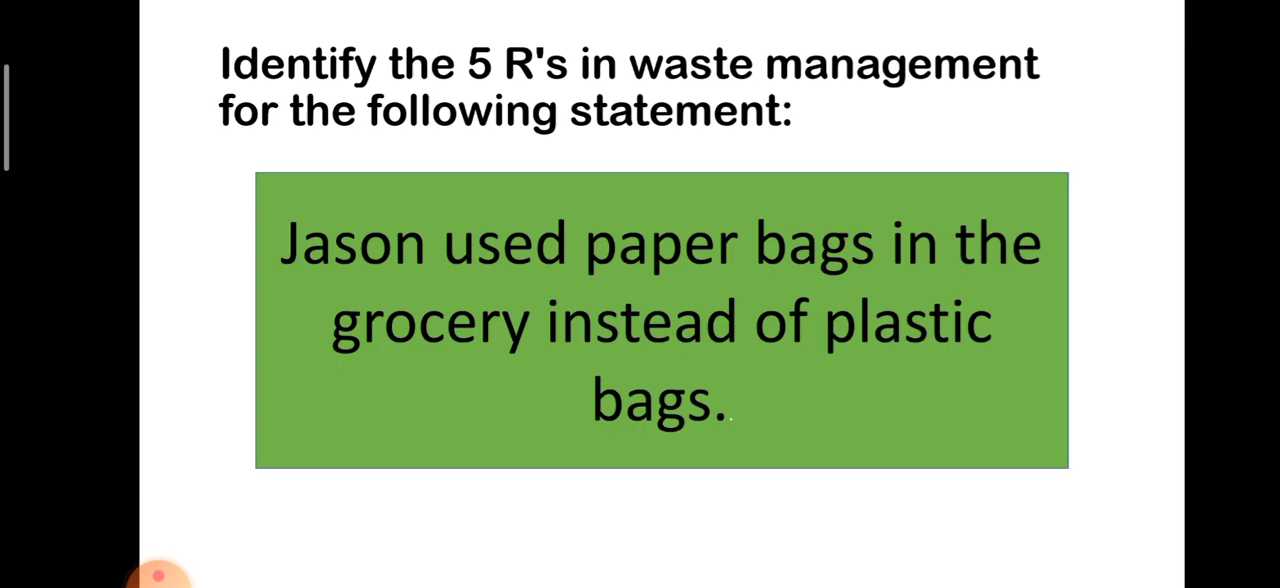 Identify the 5 R's in waste management
for the following statement:
Jason used paper bags in the
grocery instead of plastic
bags.